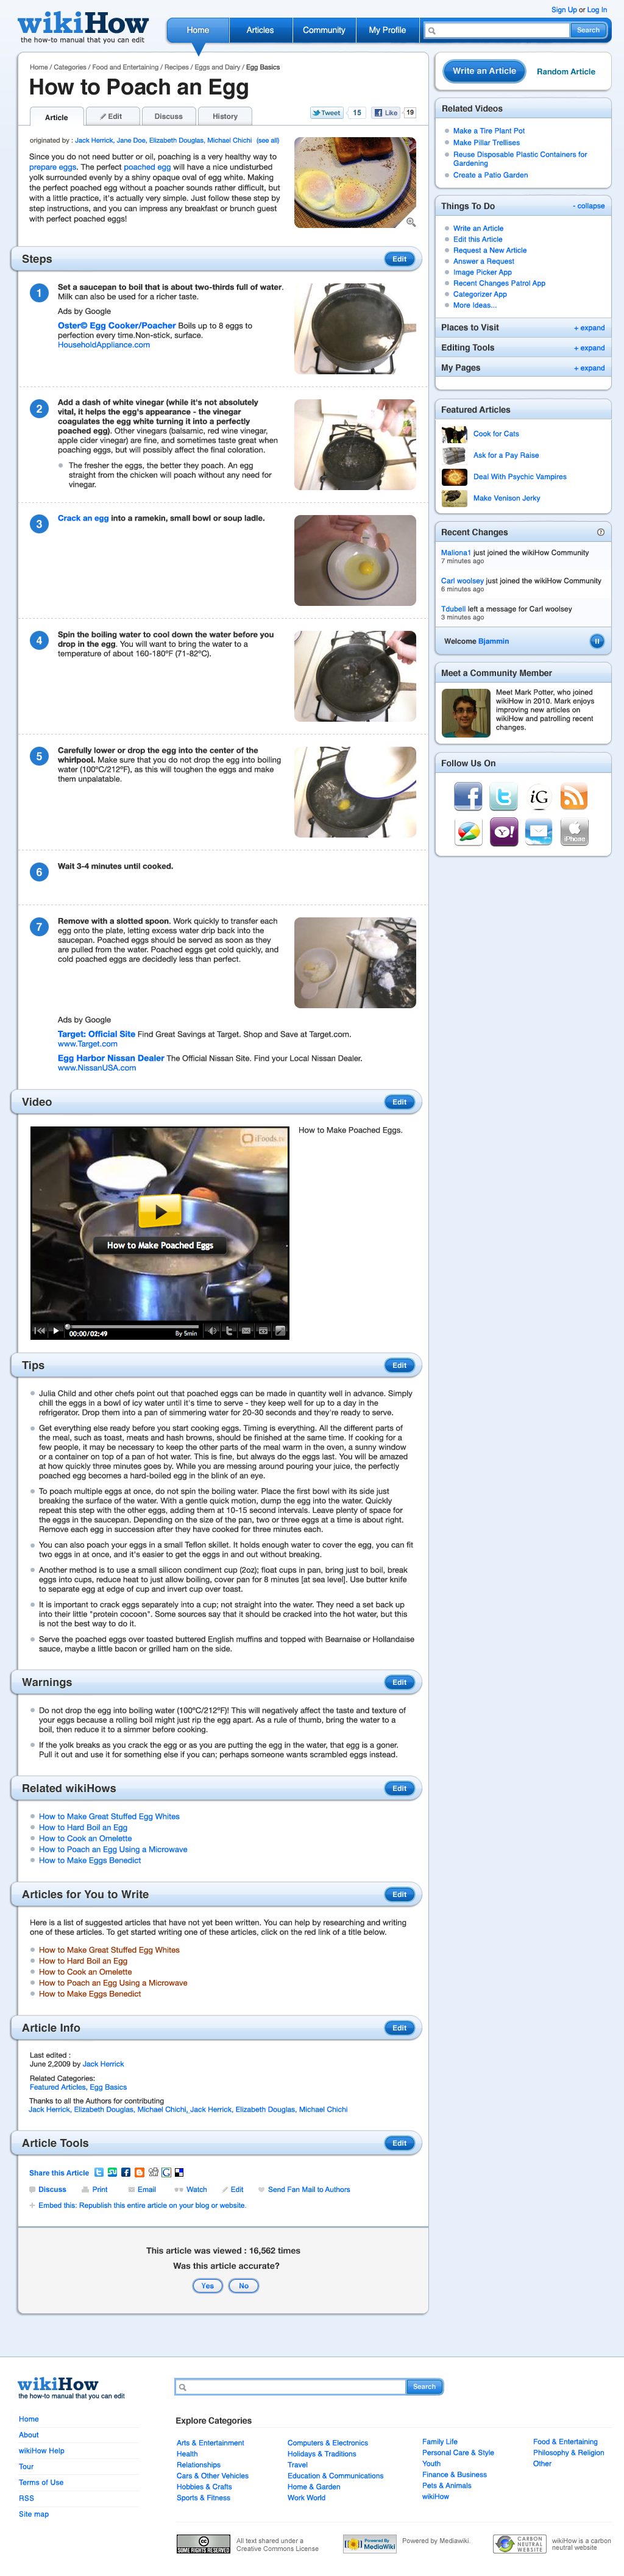 Sign Up or Log In
wikiHow
the how-to manual that you can edit
Home
Articles
Community
My Profile
Search
Home / Categories / Food and Entertaining / Recipes / Eggs and Dairy / Egg Basics
How to Poach an Egg
Article
Edit
Discuss
History
Tweet 15
Like 19
originated by : Jack Herrick, Jane Doe, Elizabeth Douglas, Michael Chichi (see all)
Since you do not need butter or oil, poaching is a very healthy way to
prepare eggs. The perfect poached egg will have a nice undisturbed
yolk surrounded evenly by a shiny opaque of egg white. Making
the perfect poached egg without a poacher sounds rather difficult, but
with a little practice, it's actually very simple. Just follow these step by
step instructions, and you can impress any breakfast or brunch guest
with perfect poached eggs!
Steps
Edit
1
Set a saucepan to boil that is about two-thirds full of water.
Milk can also be used for a richer taste.
Ads by Google
Oster© Egg Cooker/Poacher Boils up to 8 eggs to
perfection every time.Non-stick, surface.
HouseholdAppliance.com
2
Add a dash of white vinegar (while it's not absolutely
vital, it helps the egg's appearance - the vinegar
coagulates the egg white turning it into a perfectly
poached egg). Other vinegars (balsamic, red wine vinegar,
apple cider vinegar) are fine, and sometimes taste great when
poaching eggs, but will possibly affect the final coloration.
The fresher the eggs, the better they poach. An egg
straight from the chicken will poach without any need for
vinegar.
3
Crack an egg into a ramekin, small bowl or soup ladle.
4
Spin the boiling water to cool down the water before you
drop in the egg. You will want to bring the water to a
temperature of about 160-180ºF (71-82ºC).
5
Carefully lower or drop the egg into the center of the
whirlpool. Make sure that you do not drop the egg into boiling
water (100ºC/212ºF), as this will toughen the eggs and make
them unpalatable.
6
Wait 3-4 minutes until cooked.
7
Remove with a slotted spoon. Work quickly to transfer each
egg onto the plate, letting excess water drip back into the
saucepan. Poached eggs should be served as soon as they
are pulled from the water. Poached eggs get cold quickly, and
cold poached eggs are decidedly less than perfect.
Ads by Google
Target: Official Site Find Great Savings at Target. Shop and Save at Target.com.
www.Target.com
Egg Harbor Nissan Dealer The Official Nissan Site. Find your Local Nissan Dealer.
www.NissanUSA.com
Video
Edit
How to Make Poached Eggs.
How to Make Poached Eggs
00:00/02:49
By 5min
Tips
Edit
Julia Child and other chefs point out that poached eggs can be made in quantity well in advance. Simply
chill the eggs in a bowl of icy water until it's time to serve - they keep well for up to a day in the
refrigerator. Drop them into a pan of simmering water for 20-30 seconds and they're ready to serve.
Get everything else ready before you start cooking eggs. Timing is everything. All the different parts of
the meal, such as toast, meats and hash browns, should be finished at the same time. If cooking for a
few people, it may be necessary to keep the other parts of the meal warm in the oven, a sunny window
or a container on top of a pan of hot water. This is fine, but always do the eggs last. You will be amazed
at how quickly three minutes goes by. While you are messing around pouring your juice, the perfectly
poached egg becomes a hard-boiled egg in the blink of an eye.
To poach multiple eggs at once, do not spin the boiling water. Place the first bowl with its side just
breaking the surface of the water. With a gentle quick motion, dump the egg into the water. Quickly
repeat this step with the other eggs, adding them at 10-15 second intervals. Leave plenty of space for
the eggs in the saucepan. Depending on the size of the pan, two or three eggs at a time is about right.
Remove each egg in succession after they have cooked for three minutes each.
You can also poach your eggs in a small Teflon skillet. It holds enough water to cover the egg, you can fit
two eggs in at once, and it's easier to get the eggs in and out without breaking.
Another method is to use a small silicon condiment cup (2oz); float cups in pan, bring just to boil, break
eggs into cups, reduce heat to just allow boiling, cover pan for 8 minutes [at sea level]. Use butter knife
to separate egg at edge of cup and invert cup over toast.
It is important to crack eggs separately into a cup; not straight into the water. They need a set back up
into their little "protein cocoon". Some sources say that it should be cracked into the hot water, but this
is not the best way to do it.
Serve the poached eggs over toasted buttered English muffins and topped with Bearnaise or Hollandaise
sauce, maybe a little bacon or grilled ham on the side.
Warnings
Edit
Do not drop the egg into boiling water (100ºC/212ºF)! This will negatively affect the taste and texture of
your eggs because a rolling boil might just rip the egg apart. As a rule of thumb, bring the water to a
boil, then reduce it to a simmer before cooking.
If the yolk breaks as you crack the egg or as you are putting the egg in the water, that egg is a goner.
Pull it out and use it for something else if you can; perhaps someone wants scrambled eggs instead.
Related wikiHows
Edit
How to Make Great Stuffed Egg Whites
How to Hard Boil an Egg
How to Cook an Omelette
How to Poach an Egg Using a Microwave
How to Make Eggs Benedict
Articles for You to Write
Edit
Here is a list of suggested articles that have not yet been written. You can help by researching and writing
one of these articles. To get started writing one of these articles, click on the red link of a title below.
How to Make Great Stuffed Egg Whites
How to Hard Boil an Egg
How to Cook an Omelette
How to Poach an Egg Using a Microwave
How to Make Eggs Benedict
Article Info
Edit
Last edited :
June 2,2009 by Jack Herrick
Related Categories:
Featured Articles, Egg Basics
Thanks to all the Authors for contributing
Jack Herrick, Elizabeth Douglas, Michael Chichi, Jack Herrick, Elizabeth Douglas, Michael Chichi
Article Tools
Edit
Share this Article
Discuss
Print
Email
Watch
Edit
Send Fan Mail to Authors
Embed this: Republish this entire article on your blog or website.
This article was viewed : 16,562 times
Was this article accurate?
Yes
No
Write an Article
Random Article
Related Videos
Make a Tire Plant Pot
Make Pillar Trellises
Reuse Disposable Plastic Containers for
Gardening
Create a Patio Garden
Things To Do
- collapse
Write an Article
Edit this Article
Request a New Article
Answer a Request
Image Picker App
Recent Changes Patrol App
Categorizer App
More Ideas...
Places to Visit
+ expand
Editing Tools
+ expand
My Pages
+ expand
Featured Articles
Cook for Cats
Ask for a Pay Raise
Deal With Psychic Vampires
Make Venison Jerky
Recent Changes
Maliona1 just joined the wikiHow Community
7 minutes ago
Carl woolsey just joined the wikiHow Community
6 minutes ago
Tdubell left a message for Carl woolsey
3 minutes ago
Welcome Bjammin
Meet a Community Member
Meet Mark Potter, who joined
wikiHow in 2010. Mark enjoys
improving new articles on
wikiHow and patrolling recent
changes.
Follow Us On
iG
Y!
iPhone
wikiHow
the how-to manual that you can edit
Search
Home
About
wikiHow Help
Tour
Terms of Use
RSS
Site map
Explore Categories
Arts & Entertainment
Health
Relationships
Cars & Other Vehicles
Hobbies & Crafts
Sports & Fitness
Computers & Electronics
Holidays & Traditions
Travel
Education & Communications
Home & Garden
Work World
Family Life
Personal Care & Style
Youth
Finance & Business
Pets & Animals
wikiHow
Food & Entertaining
Philosophy & Religion
Other
SOME RIGHTS RESERVED
All text shared under a
Creative Commons License
Powered By
MediaWiki
Powered by Mediawiki.
CARBON
NEUTRAL
WEBSITE
wikiHow is a carbon
neutral website